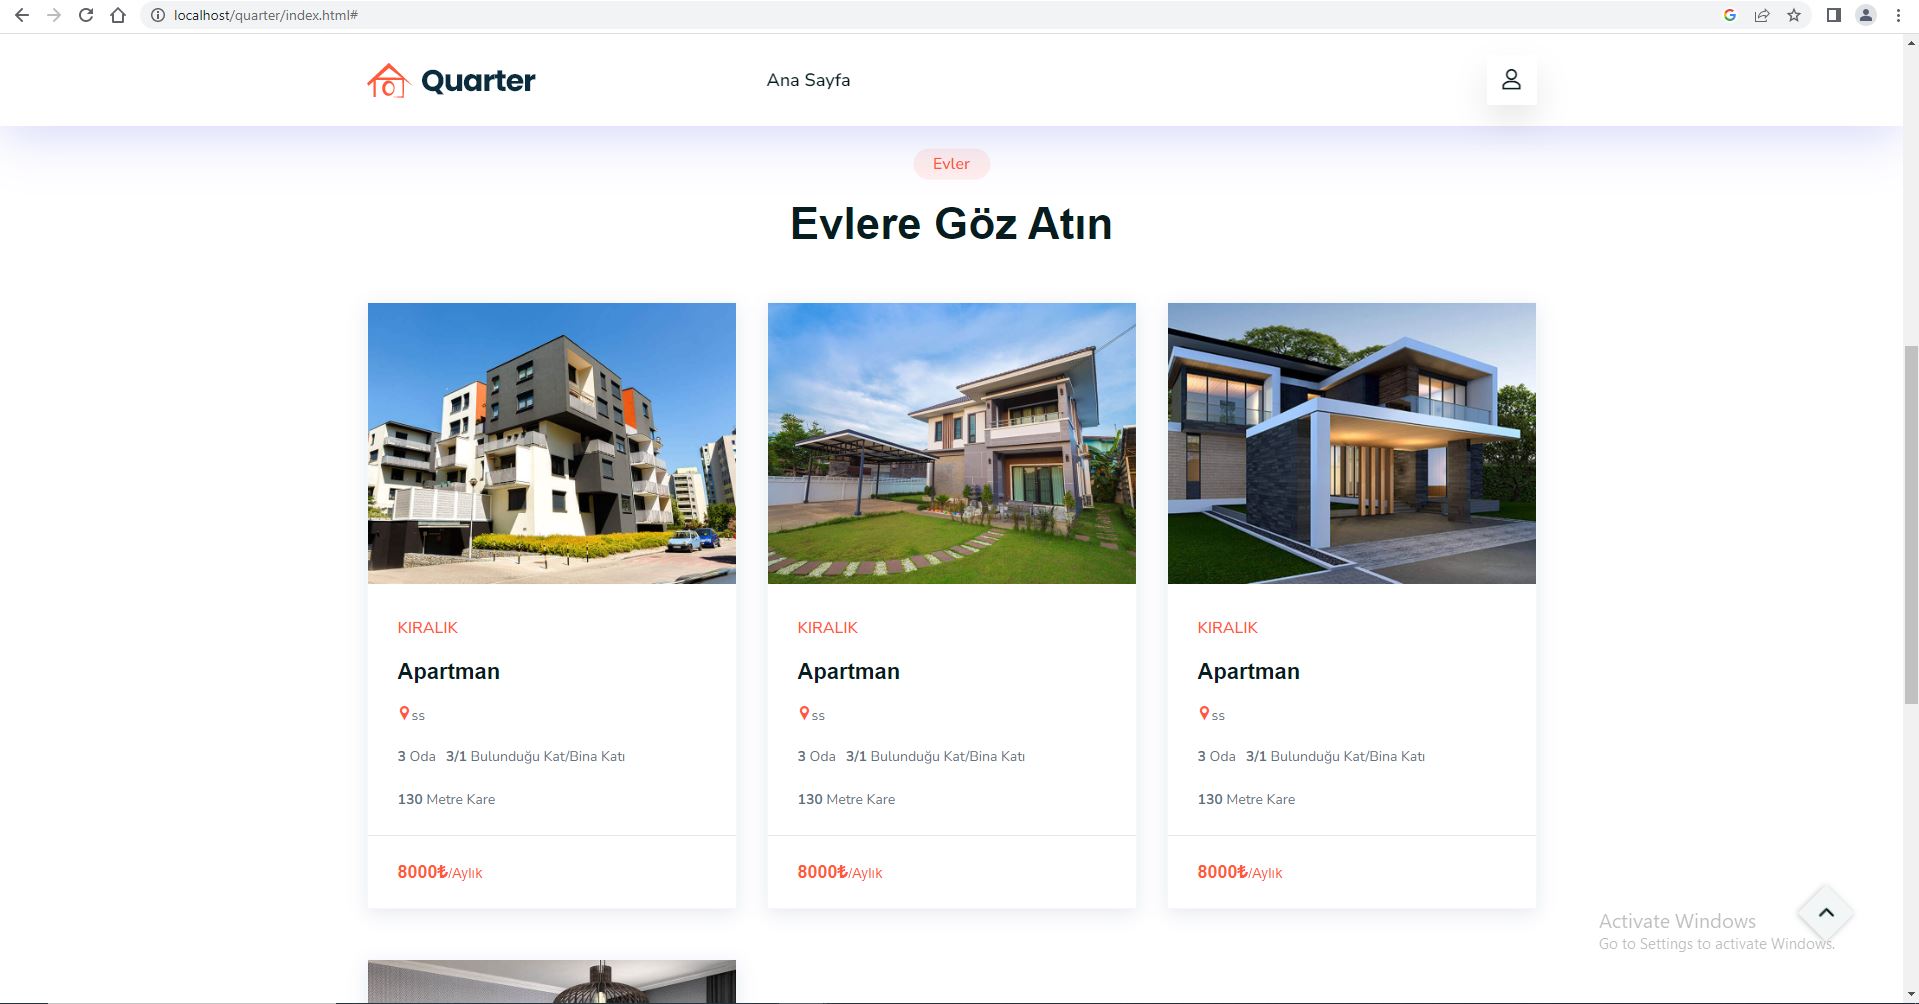 localhost/quarter/index.html#
Quarter
Ana Sayfa
Evler
Evlere Göz Atın
KIRALIK
Apartman
ss
3 Oda 3/1 Bulunduğu Kat/Bina Katı
130 Metre Kare
8000₺/Aylık
KIRALIK
Apartman
ss
3 Oda 3/1 Bulunduğu Kat/Bina Katı
130 Metre Kare
8000₺/Aylık
KIRALIK
Apartman
ss
3 Oda 3/1 Bulunduğu Kat/Bina Katı
130 Metre Kare
8000₺/Aylık
Activate Windows
Go to Settings to activate Windows.